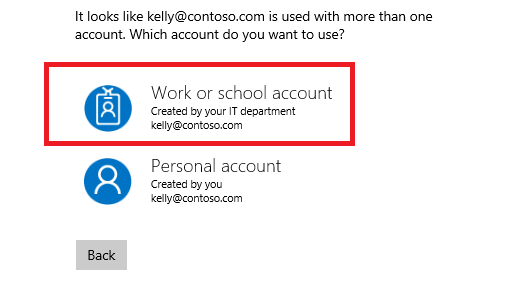 It looks like kelly@contoso.com is used with more than one
account. Which account do you want to use?
Work or school account
Created by your IT department
kelly@contoso.com
Personal account
Created by you
kelly@contoso.com
Back